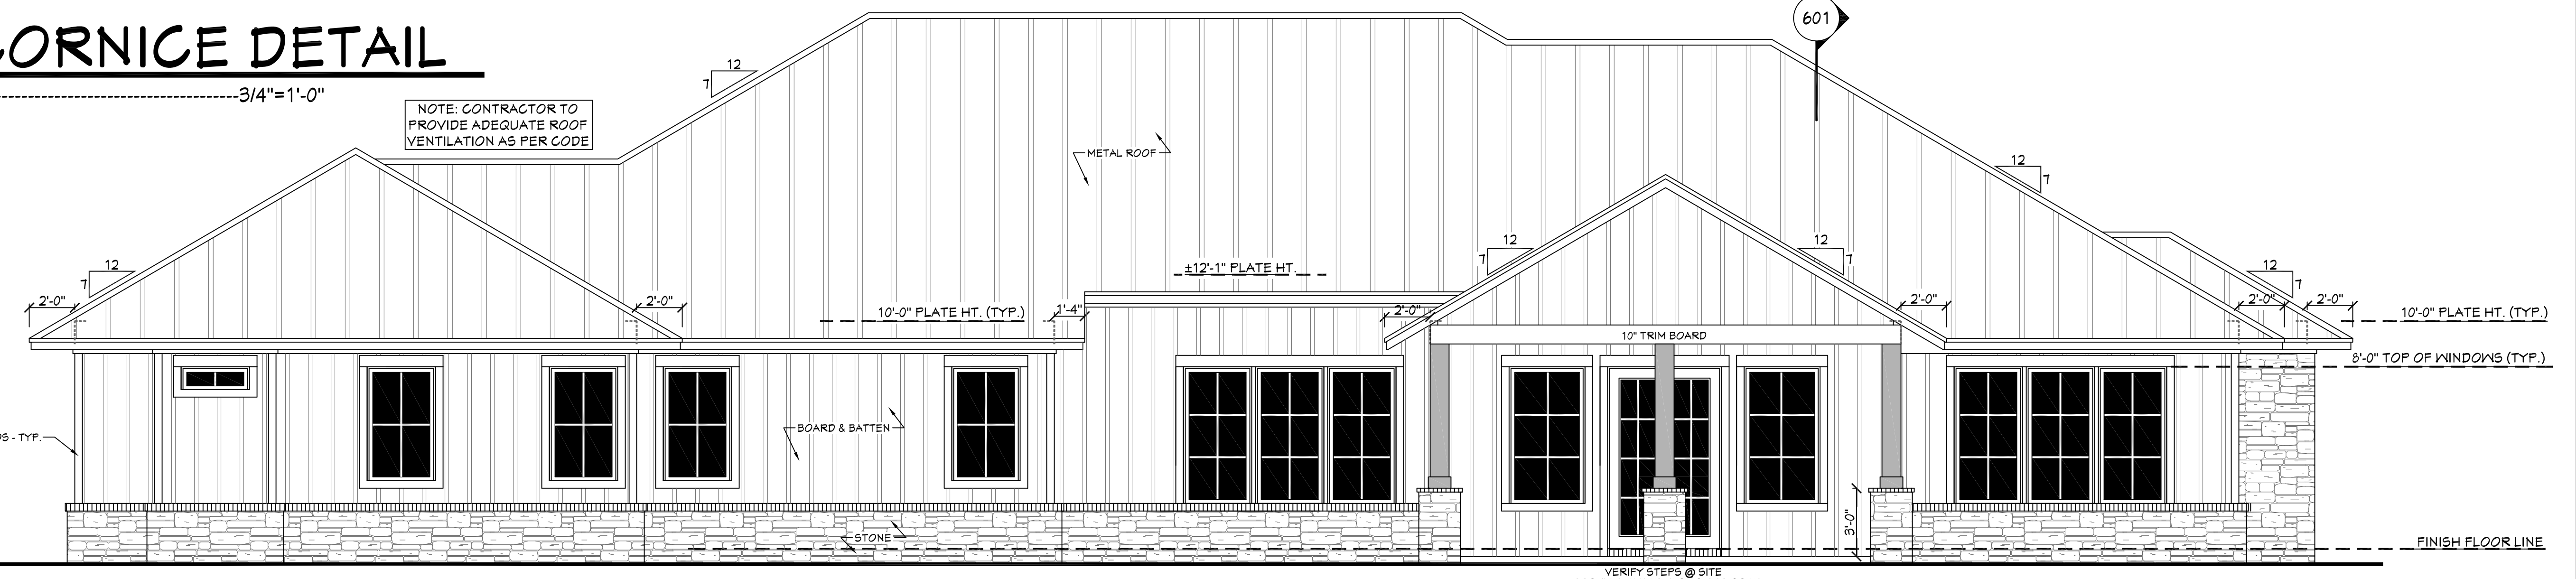 ORNICE DETAIL
3/4"=1'-0"
NOTE: CONTRACTOR TO
PROVIDE ADEQUATE ROOF
VENTILATION AS PER CODE
601
12
7
METAL ROOF
12
7
12
7
12
7
12
7
12
7
±12'-1" PLATE HT.
2'-0"
2'-0"
10'-0" PLATE HT. (TYP.)
1'-4"
2'-0"
2'-0"
2'-0"
2'-0"
10'-0" PLATE HT. (TYP.)
10" TRIM BOARD
8'-0" TOP OF WINDOWS (TYP.)
BOARD & BATTEN
S - TYP.
STONE
3'-0"
FINISH FLOOR LINE
VERIFY STEPS @ SITE